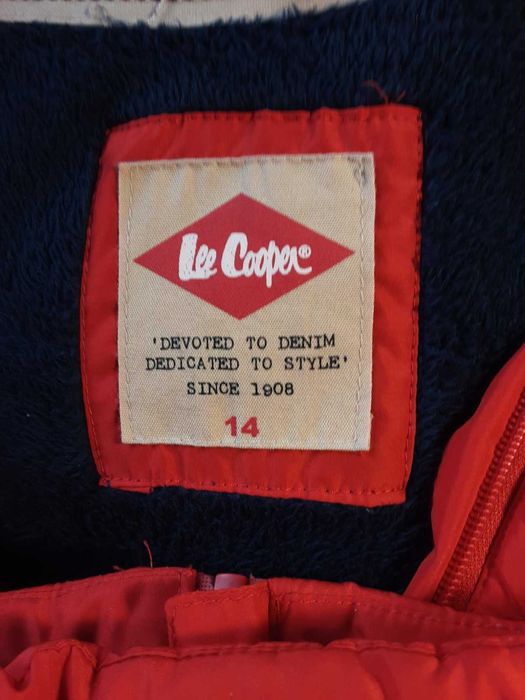 Lee Cooper®
'DEVOTED TO DENIM
DEDICATED TO STYLE'
SINCE 1908
14